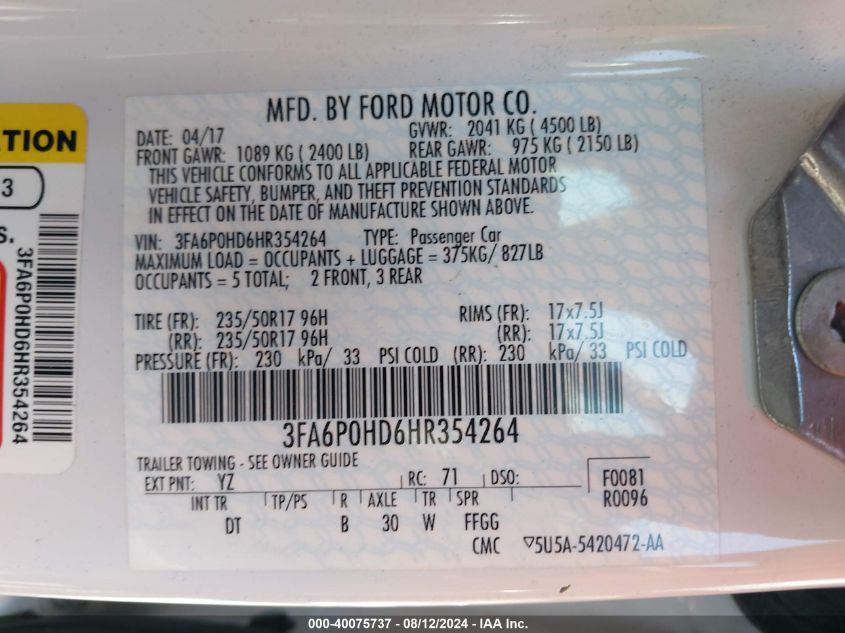 MFD. BY FORD MOTOR CO.
DATE: 04/17 GVWR: 2041 KG ( 4500 LB)
FRONT GAWR: 1089 KG ( 2400 LB) REAR GAWR: 975 KG ( 2150 LB)
THIS VEHICLE CONFORMS TO ALL APPLICABLE FEDERAL MOTOR
VEHICLE SAFETY, BUMPER, AND THEFT PREVENTION STANDARDS
IN EFFECT ON THE DATE OF MANUFACTURE SHOWN ABOVE.
VIN: 3FA6P0HD6HR354264 TYPE: Passenger Car
MAXIMUM LOAD = OCCUPANTS + LUGGAGE = 375KG/ 827LB
OCCUPANTS = 5 TOTAL; 2 FRONT, 3 REAR
TIRE (FR): 235/50R17 96H RIMS (FR): 17x7.5J
(RR): 235/50R17 96H (RR): 17x7.5J
PRESSURE (FR): 230 kPa/ 33 PSI COLD (RR): 230 kPa/ 33 PSI COLD
3FA6P0HD6HR354264
TRAILER TOWING - SEE OWNER GUIDE
EXT PNT: YZ RC: 71 DSO: F0081
INT TR TP/PS R AXLE TR SPR R0096
DT B 30 W FFGG
CMC ▽5U5A-5420472-AA
3
S.
3FA6P0HD6HR354264
000-40075737 - 08/12/2024 - IAA Inc.